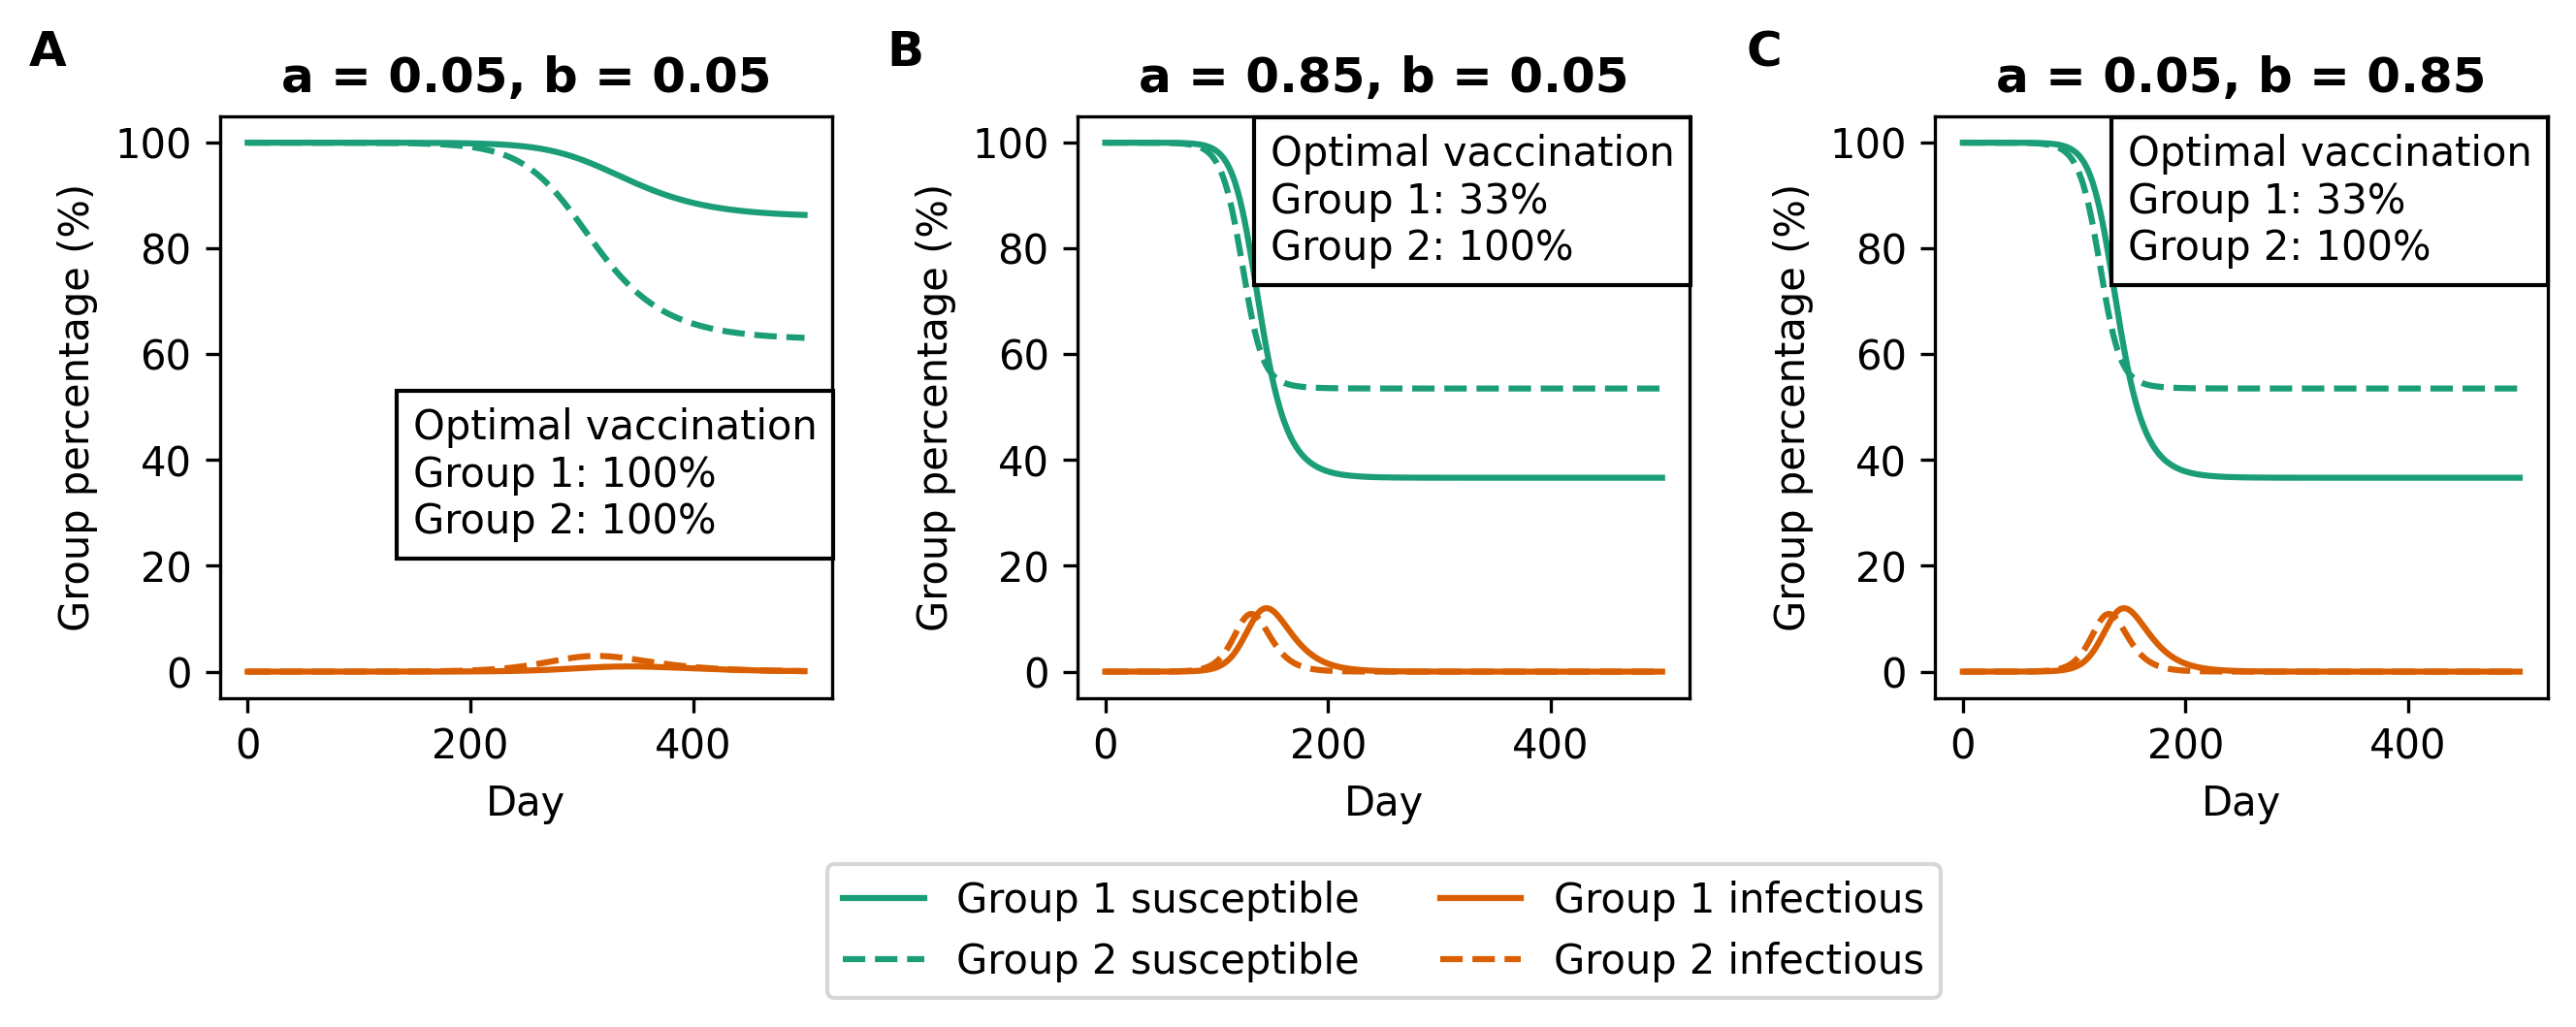 A
a = 0.05, b = 0.05
Group percentage (%)
100
80
60
40
20
0
Optimal vaccination
Group 1: 100%
Group 2: 100%
0 200 400
Day
B
a = 0.85, b = 0.05
Group percentage (%)
100
80
60
40
20
0
Optimal vaccination
Group 1: 33%
Group 2: 100%
0 200 400
Day
C
a = 0.05, b = 0.85
Group percentage (%)
100
80
60
40
20
0
Optimal vaccination
Group 1: 33%
Group 2: 100%
0 200 400
Day
Group 1 susceptible
Group 2 susceptible
Group 1 infectious
Group 2 infectious